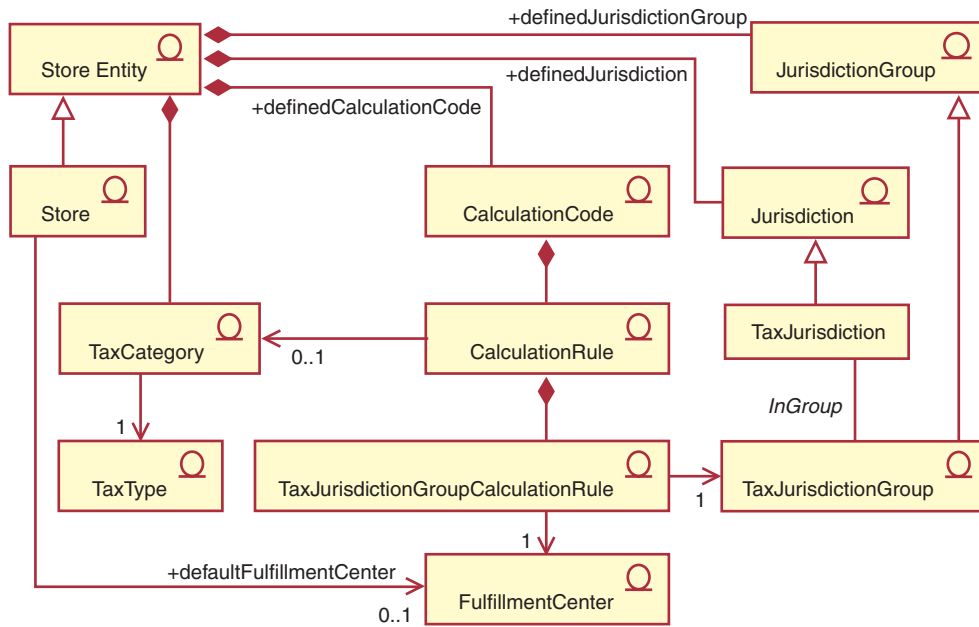 +definedJurisdictionGroup
Store Entity
JurisdictionGroup
+definedJurisdiction
+definedCalculationCode
Store
CalculationCode
Jurisdiction
TaxCategory
0..1
CalculationRule
TaxJurisdiction
InGroup
1
TaxType
TaxJurisdictionGroupCalculationRule
1
TaxJurisdictionGroup
1
+defaultFulfillmentCenter
0..1
FulfillmentCenter